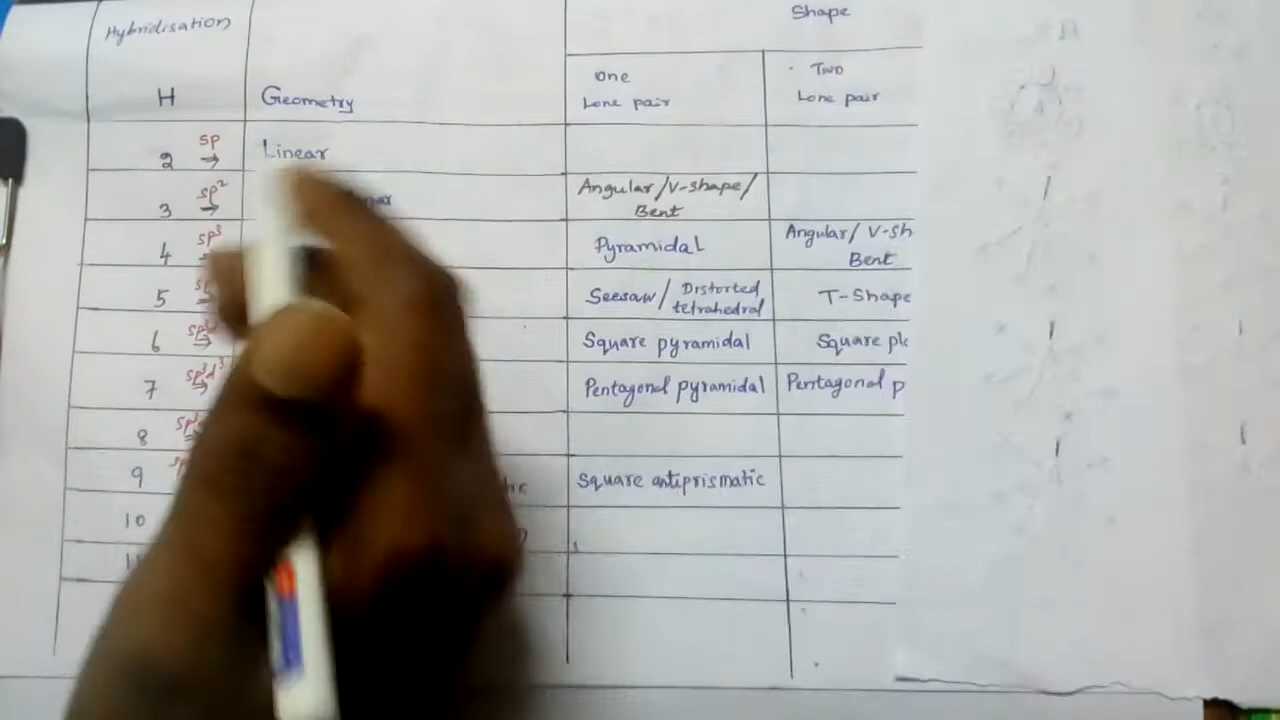 Hybridisation
Shape
H
Geometry
One
Lone pair
Two
Lone pair
2 sp →
Linear
3 sp² →
Angular/V-shape/
Bent
4 sp³
Pyramidal
Angular/ V-sh
Bent
5
Seesaw/ Distorted
tetrahedral
T-Shape
6
Square pyramidal
Square pl
7 sp³d³ →
Pentagonal pyramidal
Pentagonal p
8
9
Square antiprismatic
10